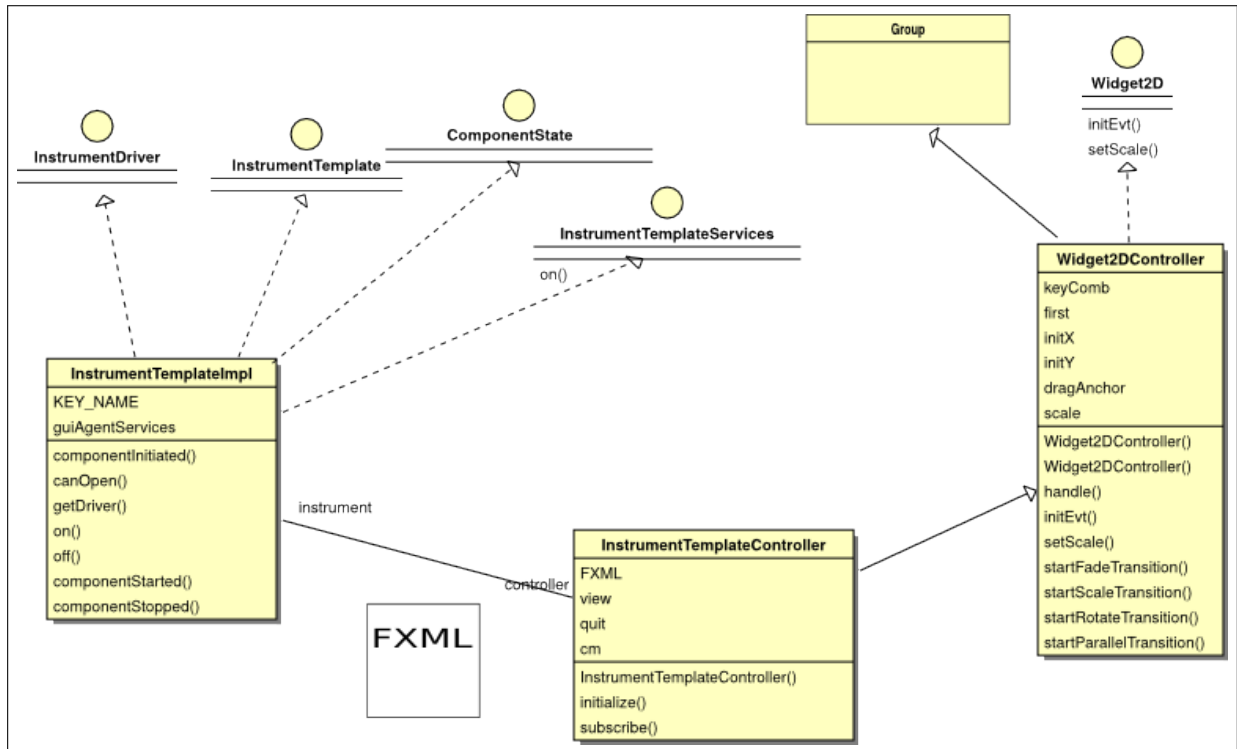 Group
Widget2D
initEvt()
setScale()
ComponentState
InstrumentDriver
InstrumentTemplate
InstrumentTemplateServices
on()
Widget2DController
keyComb
first
initX
initY
dragAnchor
scale
Widget2DController()
Widget2DController()
handle()
initEvt()
setScale()
startFadeTransition()
startScaleTransition()
startRotateTransition()
startParallelTransition()
InstrumentTemplateImpl
KEY_NAME
guiAgentServices
componentInitiated()
canOpen()
getDriver()
on()
off()
componentStarted()
componentStopped()
instrument
controller
FXML
InstrumentTemplateController
FXML
view
quit
cm
InstrumentTemplateController()
initialize()
subscribe()